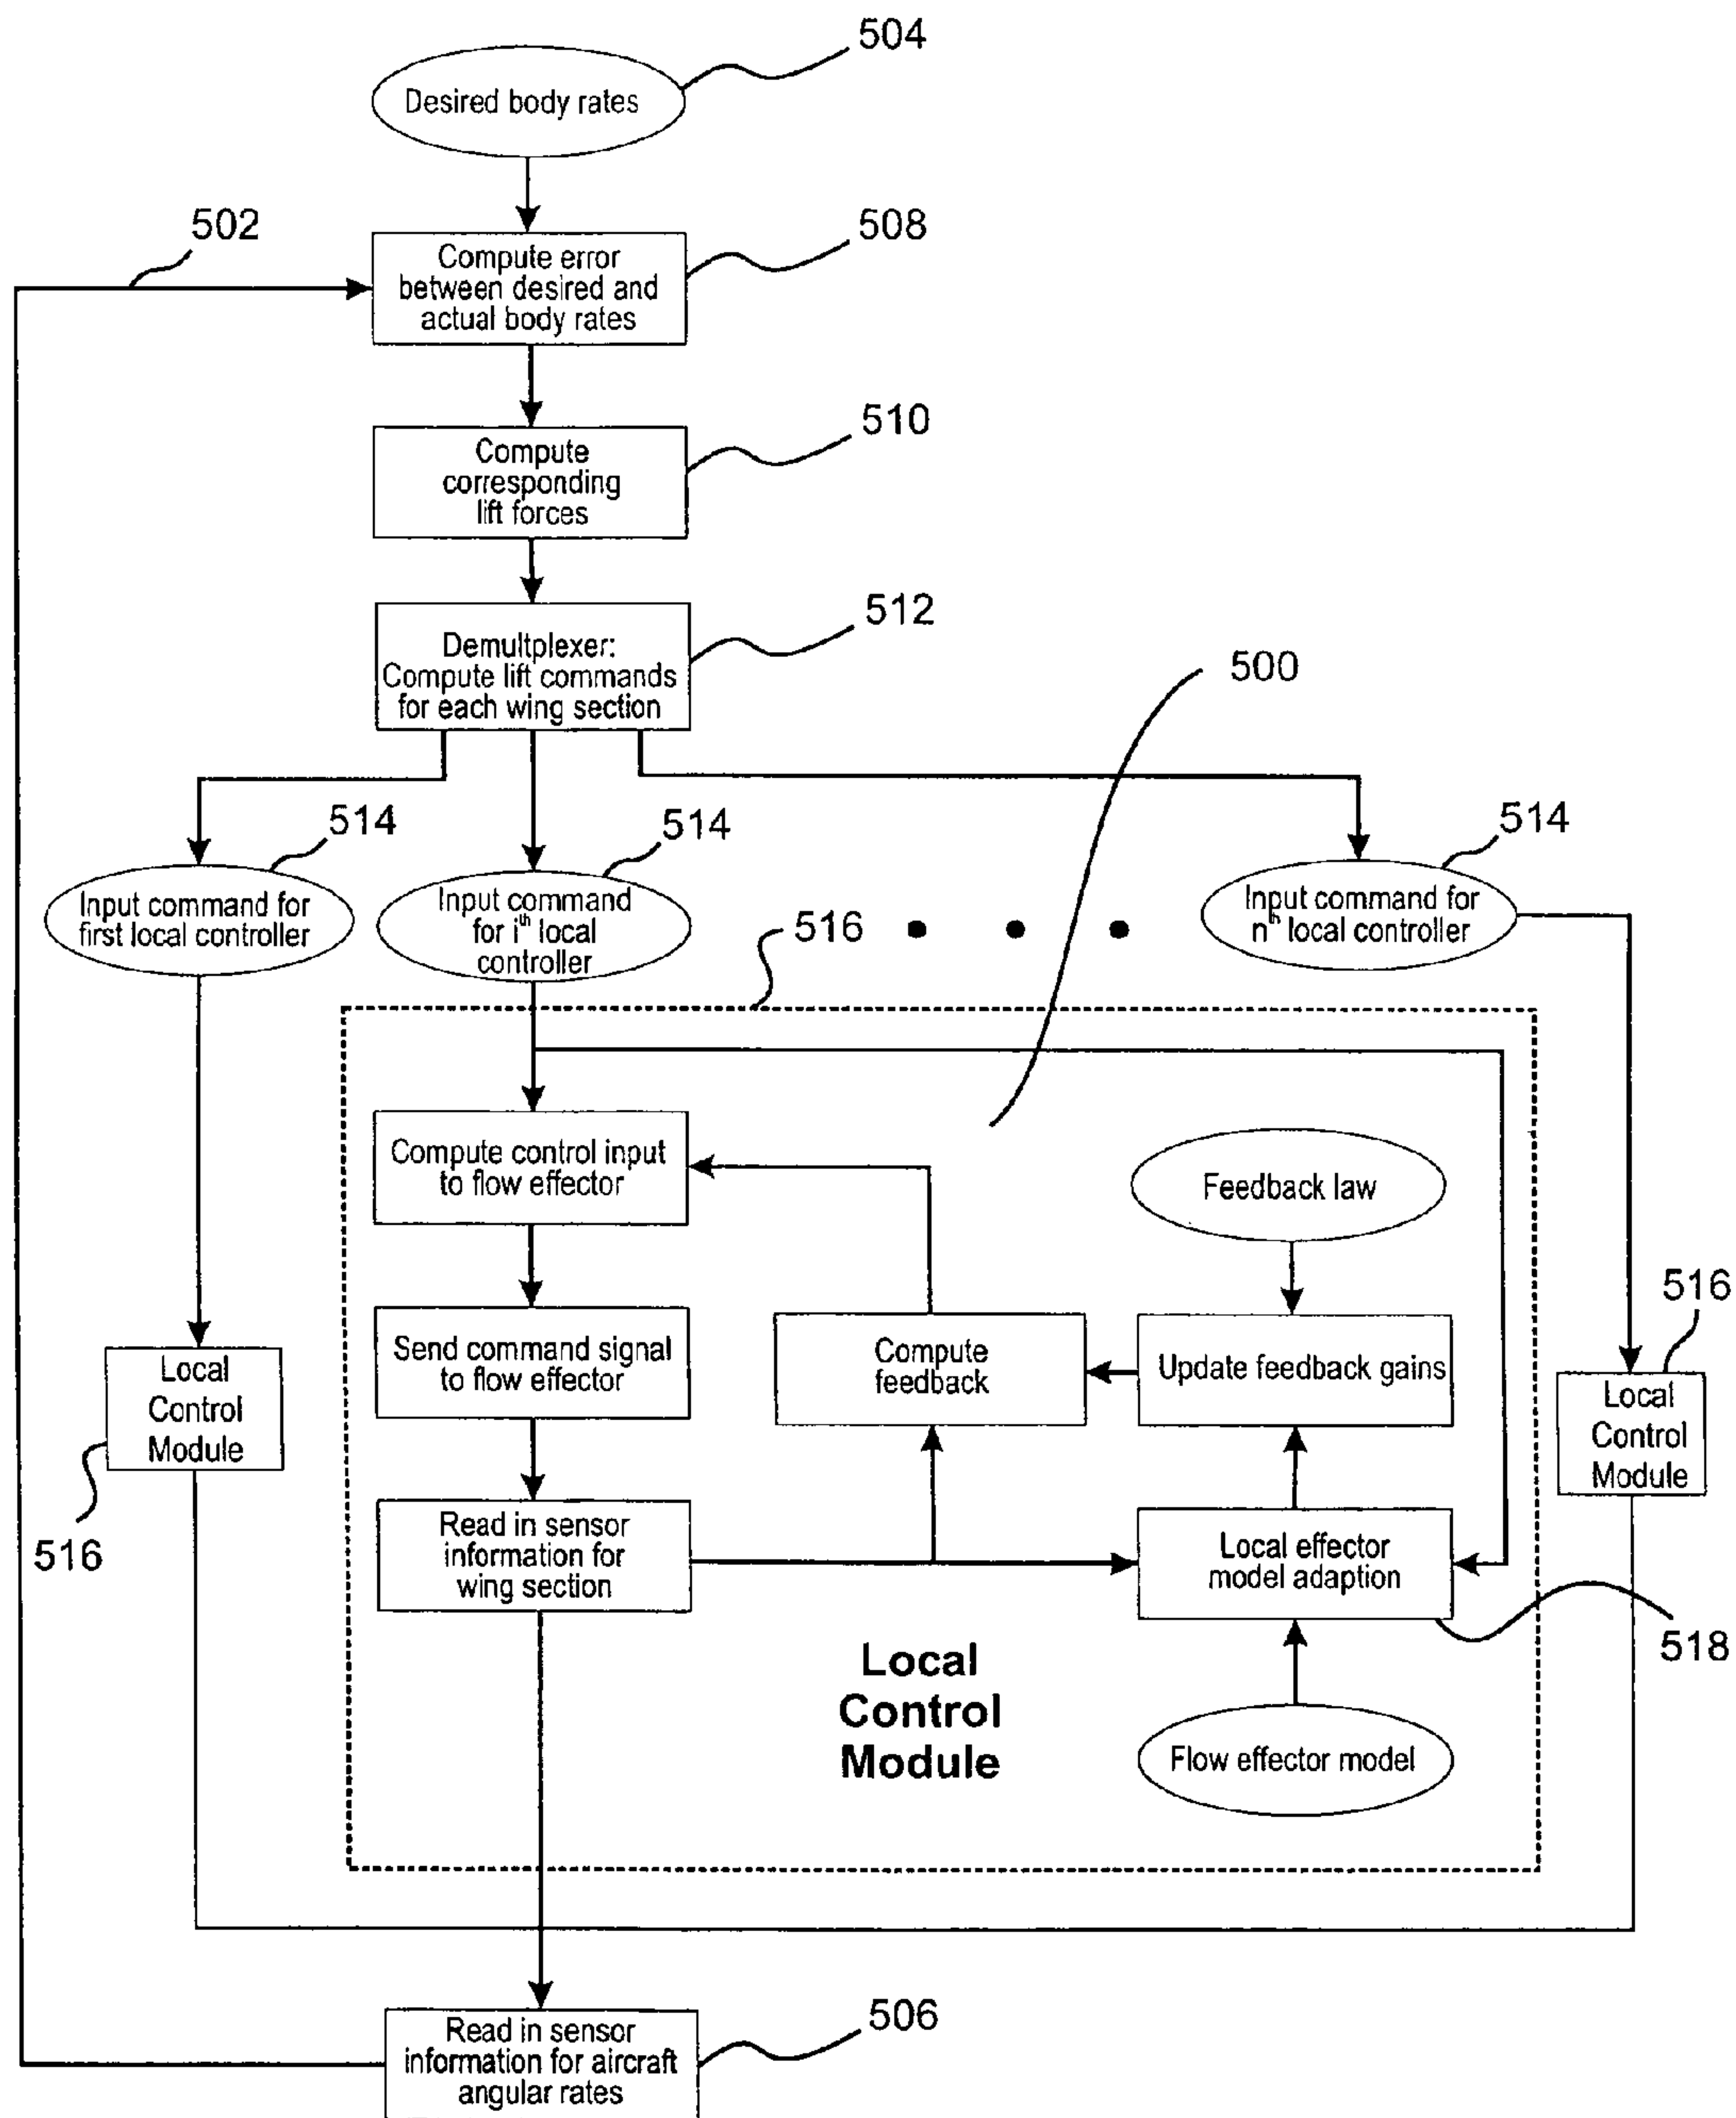 504
Desired body rates
502
508
Compute error
between desired and
actual body rates
510
Compute
corresponding
lift forces
512
Demultplexer:
Compute lift commands
for each wing section
500
514
514
514
Input command for
first local controller
Input command
for ith local
controller
516
Input command for
nth local controller
Compute control input
to flow effector
Feedback law
Send command signal
to flow effector
Compute
feedback
Update feedback gains
516
Local
Control
Module
Local
Control
Module
516
Read in sensor
information for
wing section
Local effector
model adaption
518
Local
Control
Module
Flow effector model
506
Read in sensor
information for aircraft
angular rates